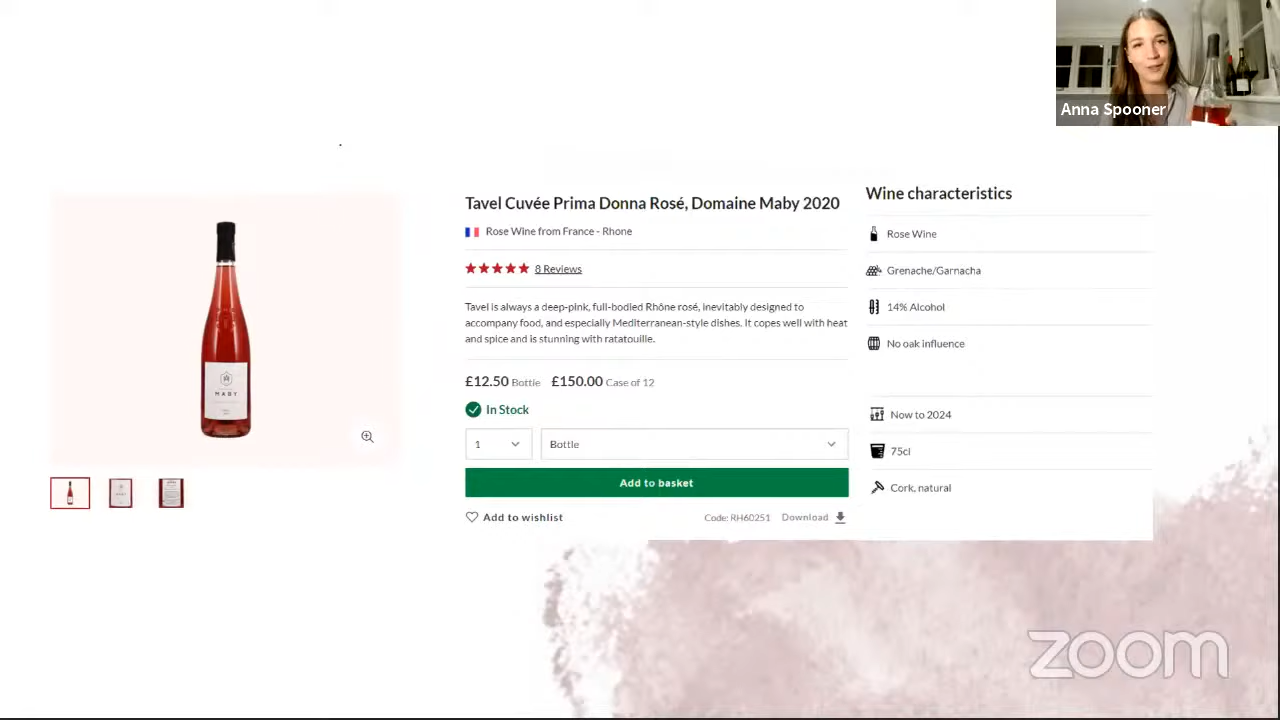 Anna Spooner
MABY
Tavel Cuvée Prima Donna Rosé, Domaine Maby 2020
Rose Wine from France - Rhone
8 Reviews
Tavel is always a deep-pink, full-bodied Rhône rosé, inevitably designed to
accompany food, and especially Mediterranean-style dishes. It copes well with heat
and spice and is stunning with ratatouille.
£12.50 Bottle £150.00 Case of 12
In Stock
1 Bottle
Add to basket
Add to wishlist Code: RH60251 Download
Wine characteristics
Rose Wine
Grenache/Garnacha
14% Alcohol
No oak influence
Now to 2024
75cl
Cork, natural
zoom